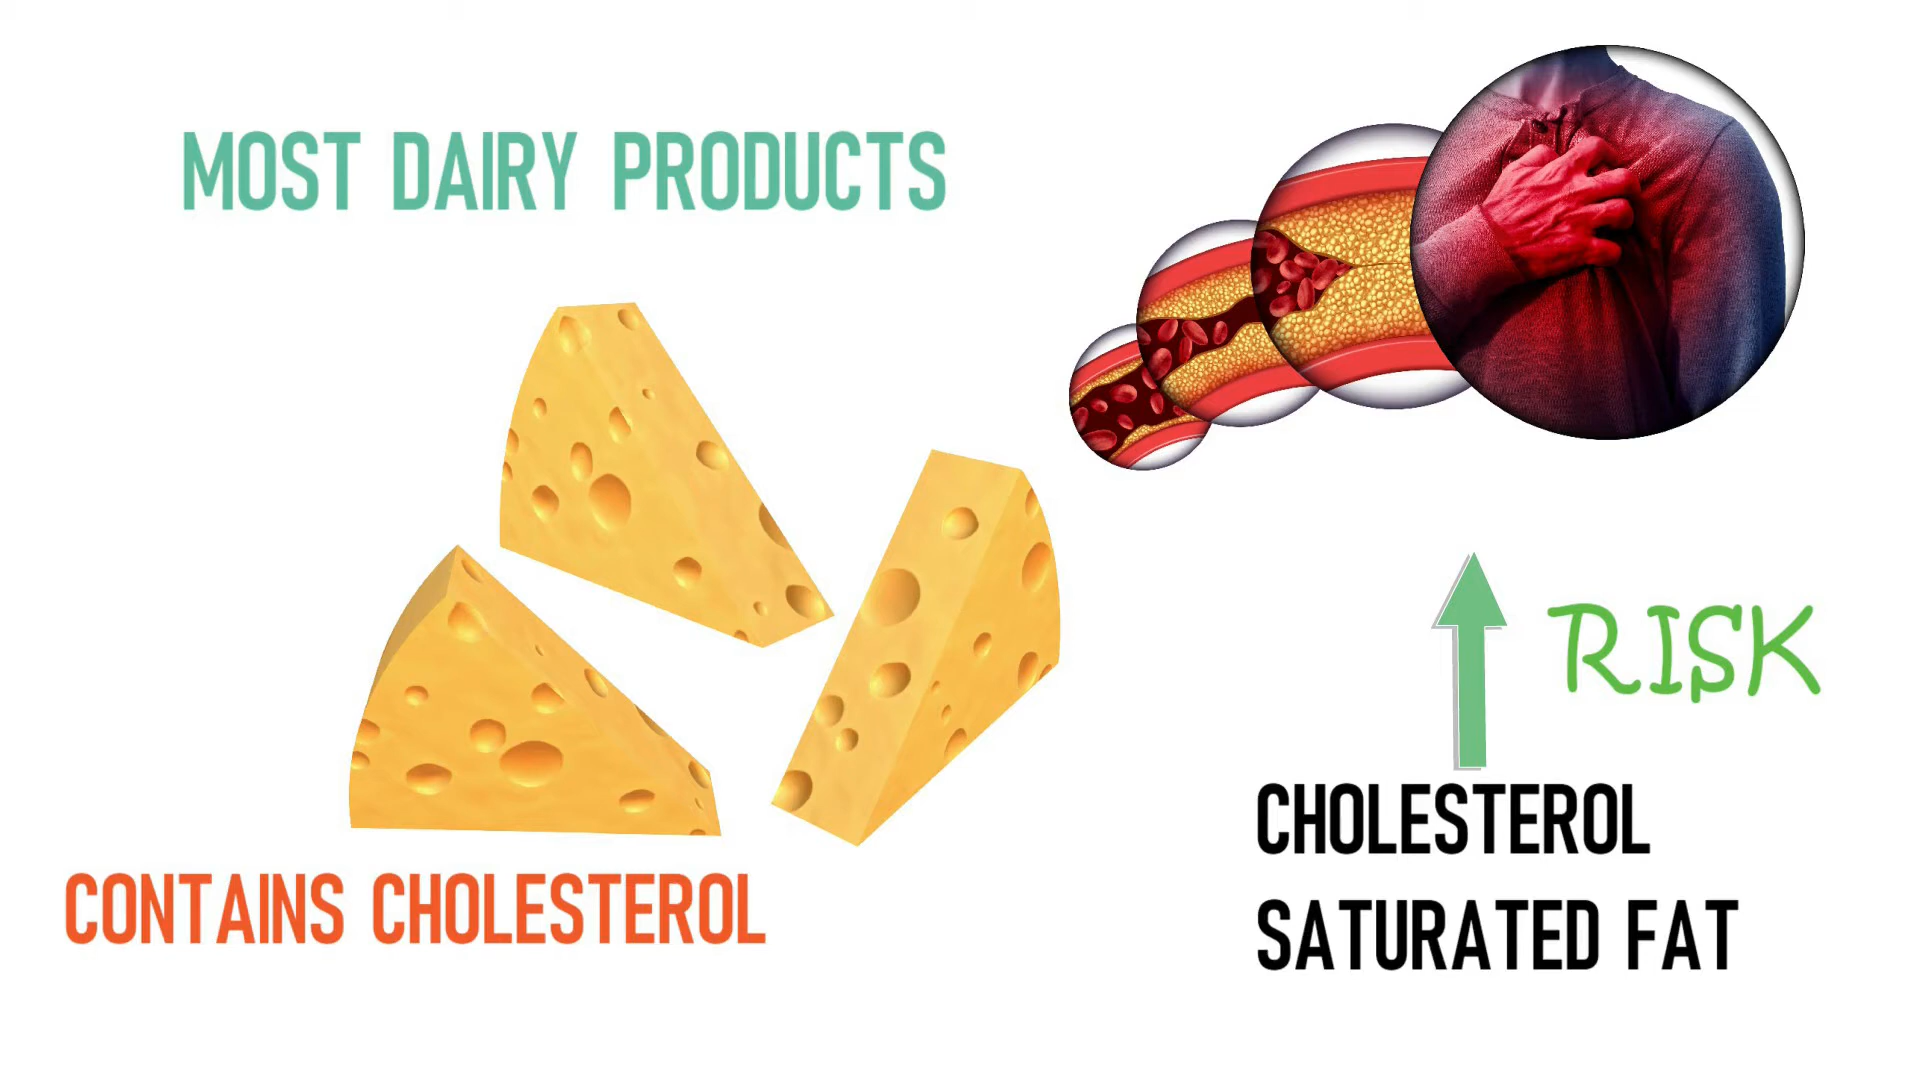 MOST DAIRY PRODUCTS
CONTAINS CHOLESTEROL
RISK
CHOLESTEROL
SATURATED FAT